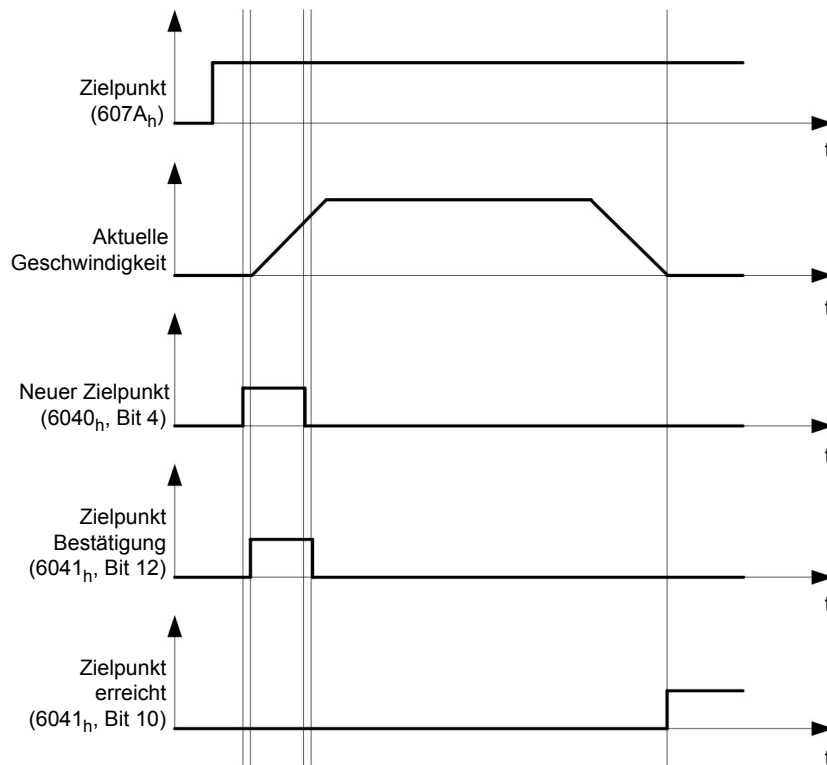 Zielpunkt
(607Ah)
t
Aktuelle
Geschwindigkeit
t
Neuer Zielpunkt
(6040h, Bit 4)
t
Zielpunkt
Bestätigung
(6041h, Bit 12)
t
Zielpunkt
erreicht
(6041h, Bit 10)
t